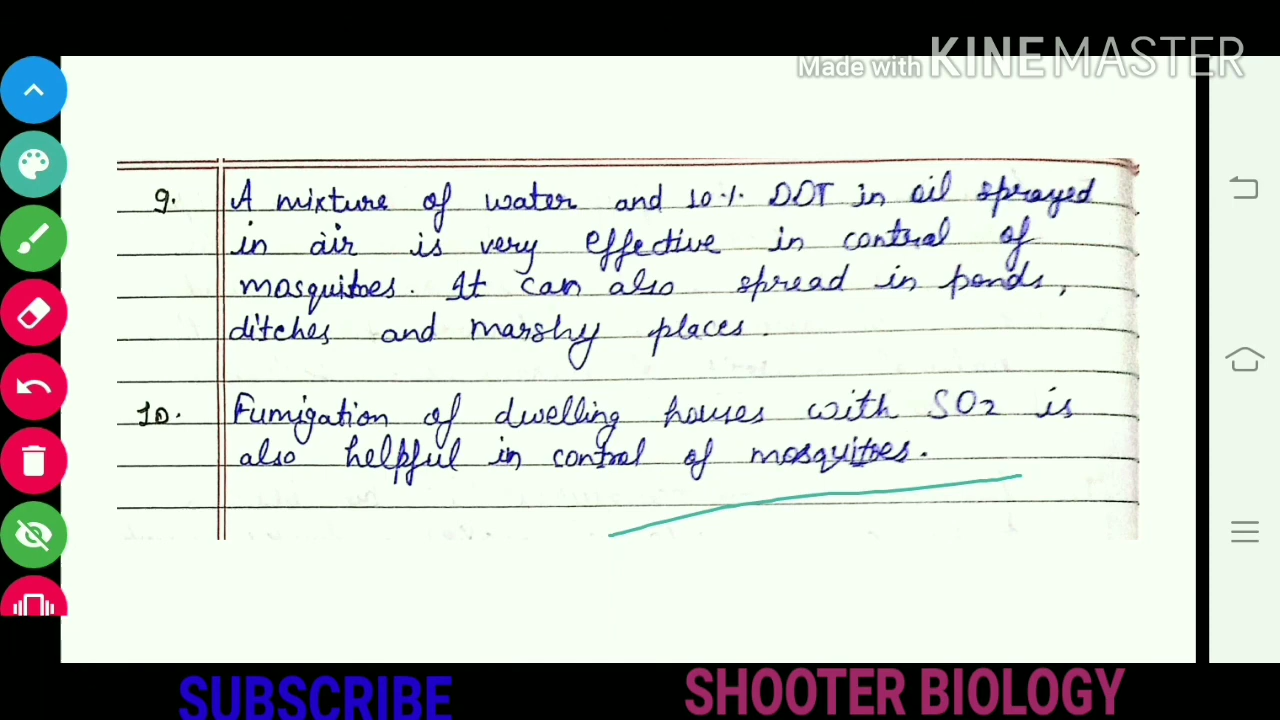 Made with KINEMASTER
9. A mixture of water and 10% DDT in oil sprayed
in air is very effective in control of
mosquitoes. It can also spread in ponds,
ditches and marshy places.
10. Fumigation of dwelling houses with SO2 is
also helpful in control of mosquitoes.
SUBSCRIBE
SHOOTER BIOLOGY